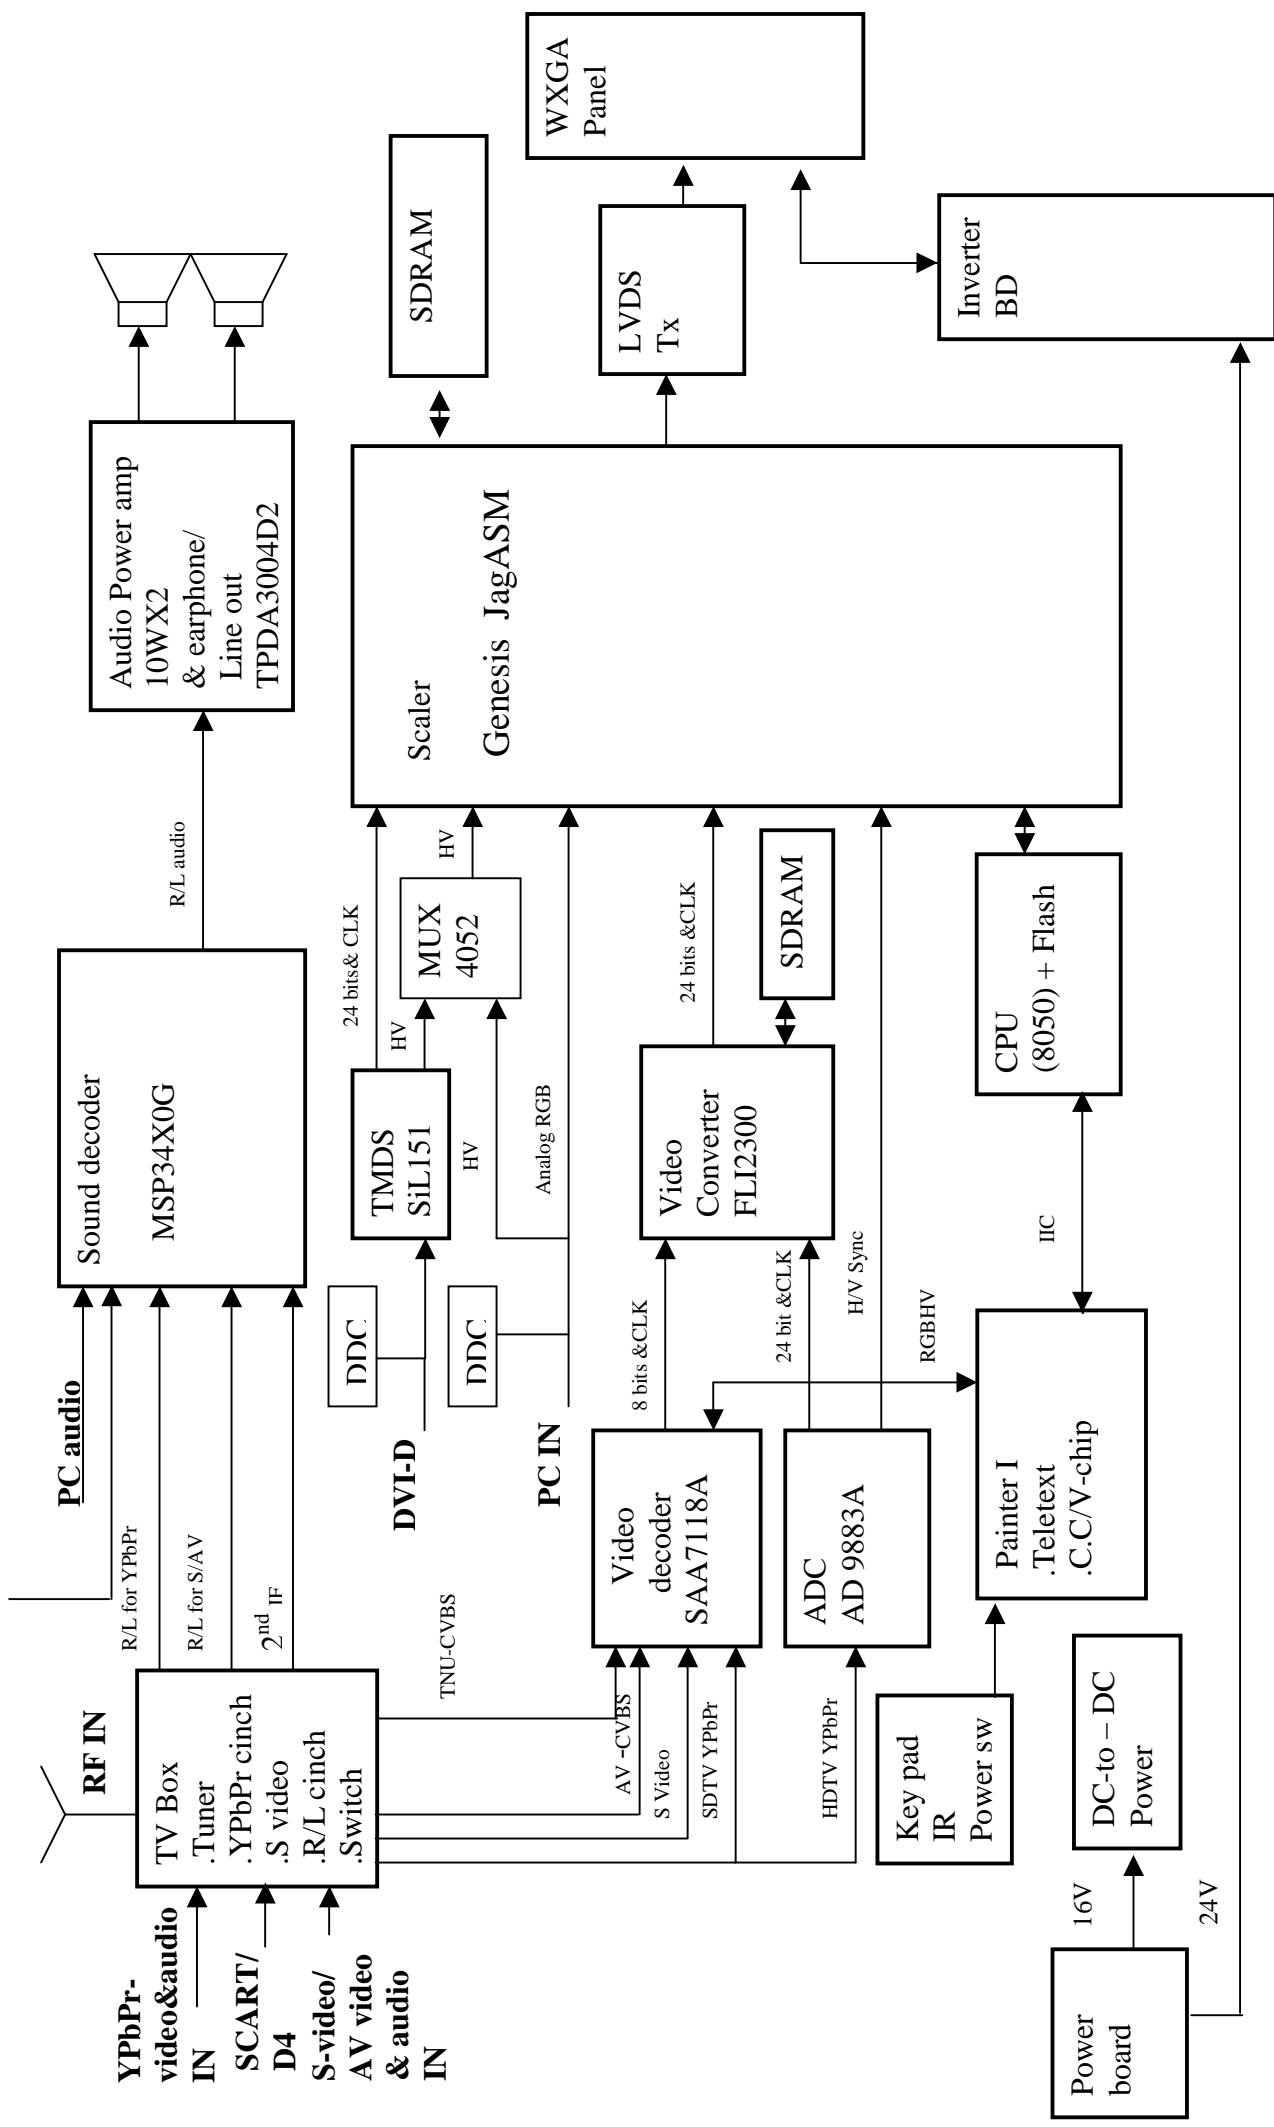 YPbPr-
video&audio
IN
SCART/
D4
S-video/
AV video
& audio
IN
RF IN
TV Box
.Tuner
.YPbPr cinch
.S video
.R/L cinch
.Switch
PC audio
R/L for YPbPr
R/L for S/AV
2nd IF
TNU-CVBS
AV -CVBS
S Video
SDTV YPbPr
HDTV YPbPr
Sound decoder
MSP34X0G
R/L audio
Audio Power amp
10WX2
& earphone/
Line out
TPDA3004D2
DVI-D
DDC
DDC
PC IN
TMDS
SiL151
HV
HV
Analog RGB
24 bits& CLK
MUX
4052
HV
Video
decoder
SAA7118A
8 bits &CLK
ADC
AD 9883A
24 bit &CLK
H/V Sync
RGBHV
Video
Converter
FLI2300
24 bits &CLK
SDRAM
Scaler
Genesis JagASM
SDRAM
LVDS
Tx
WXGA
Panel
Inverter
BD
Key pad
IR
Power sw
Painter I
.Teletext
.C.C/V-chip
IIC
CPU
(8050) + Flash
Power
board
16V
24V
DC-to – DC
Power